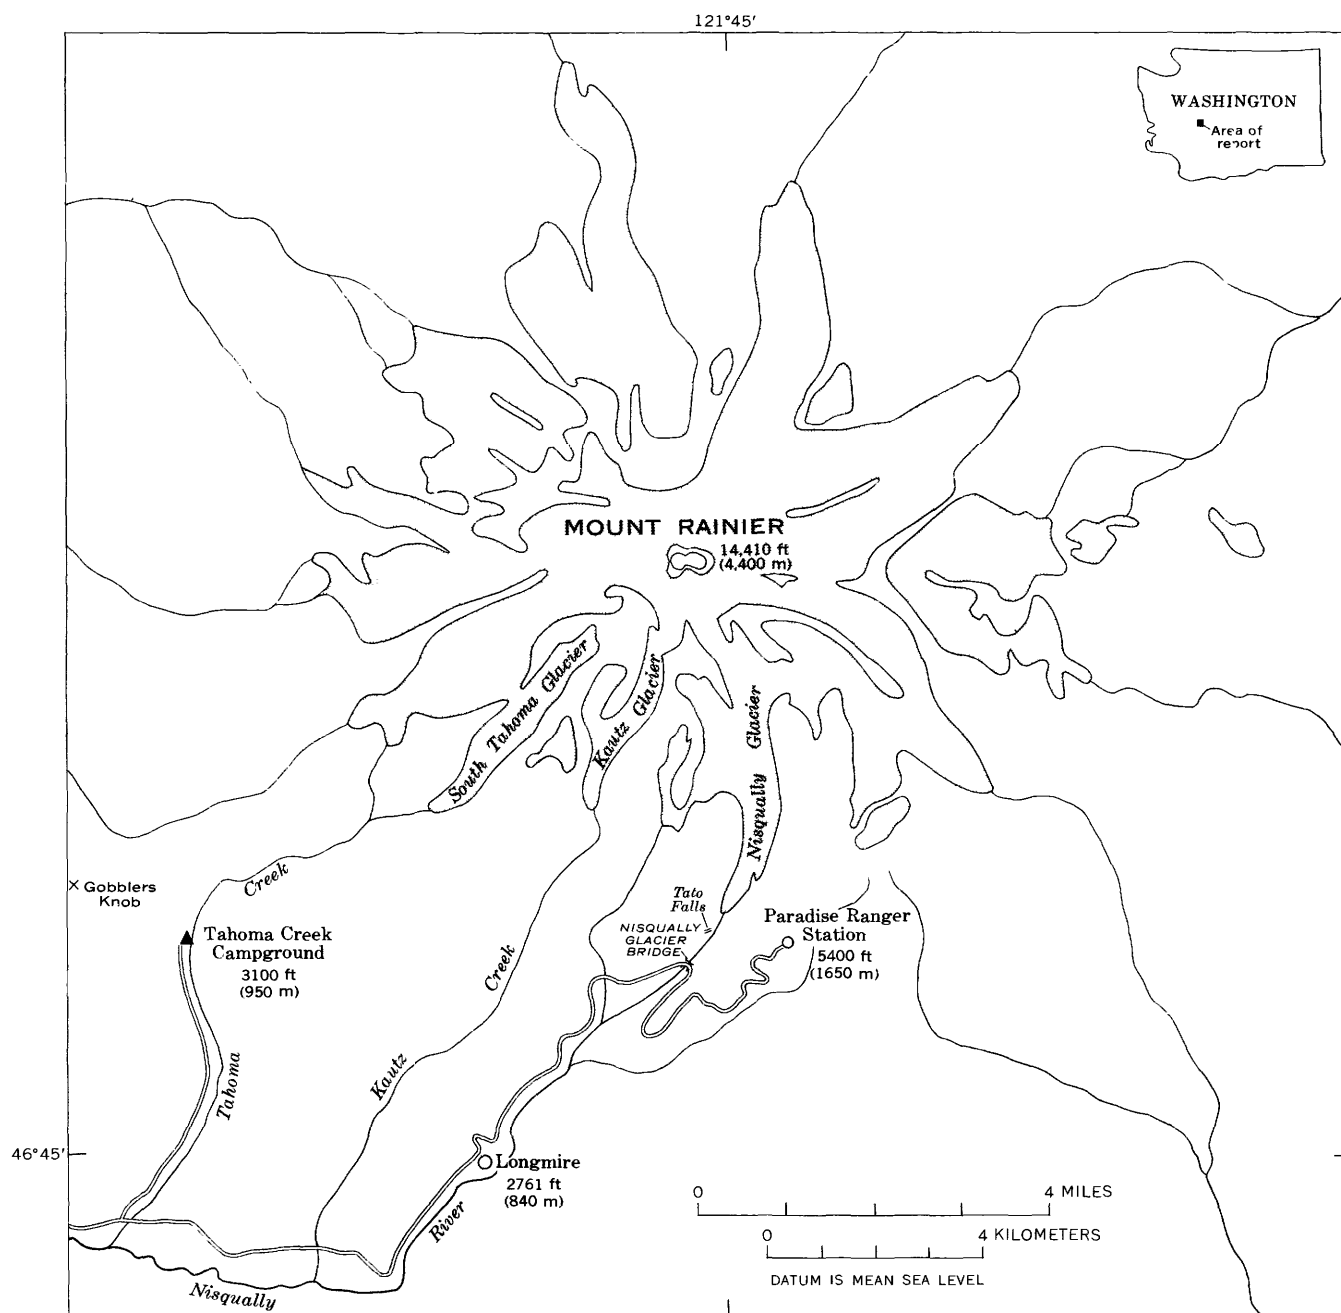 121°45′
WASHINGTON
Area of
report
MOUNT RAINIER
14,410 ft
(4,400 m)
South Tahoma Glacier
Kautz Glacier
Nisqually Glacier
Gobblers
Knob
Creek
Tato
Falls
Paradise Ranger
Station
5400 ft
(1650 m)
NISQUALLY
GLACIER
BRIDGE
Tahoma Creek
Campground
3100 ft
(950 m)
Creek
Kautz
Tahoma
46°45′
Longmire
2761 ft
(840 m)
River
Nisqually
0 4 MILES
0 4 KILOMETERS
DATUM IS MEAN SEA LEVEL